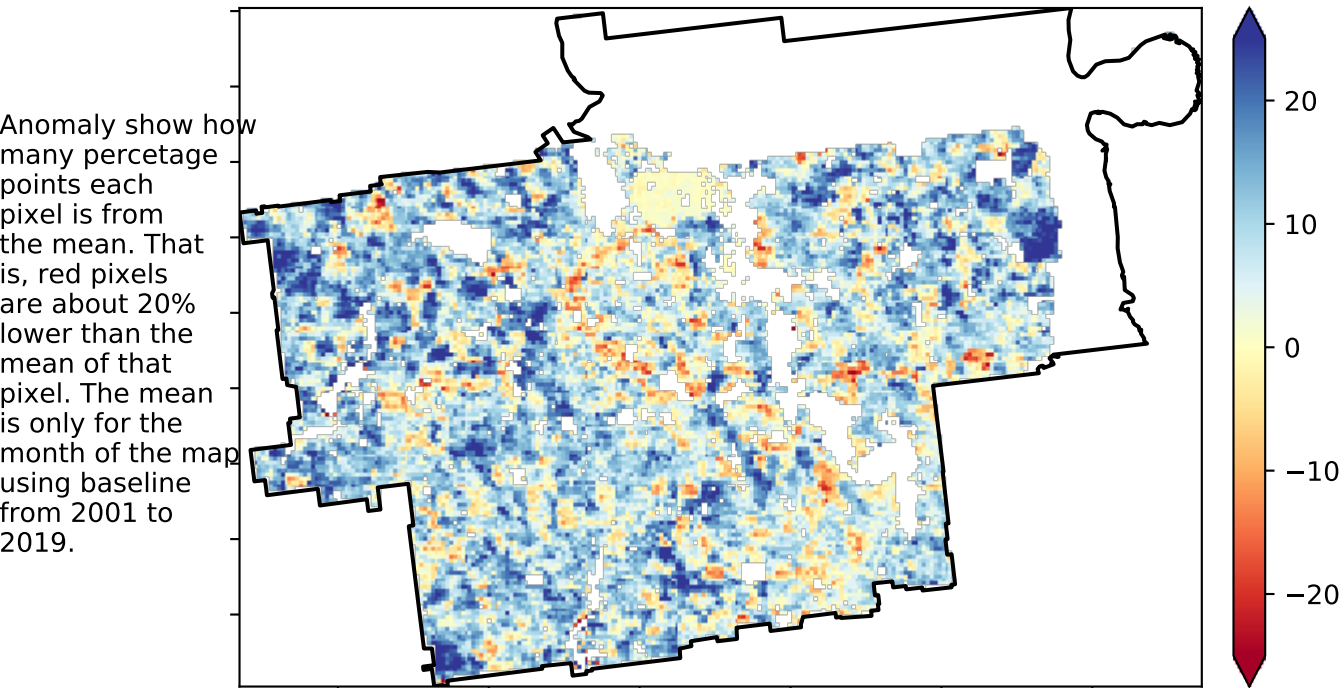 Anomaly show how
many percetage
points each
pixel is from
the mean. That
is, red pixels
are about 20%
lower than the
mean of that
pixel. The mean
is only for the
month of the map
using baseline
from 2001 to
2019.
20
10
0
−10
−20